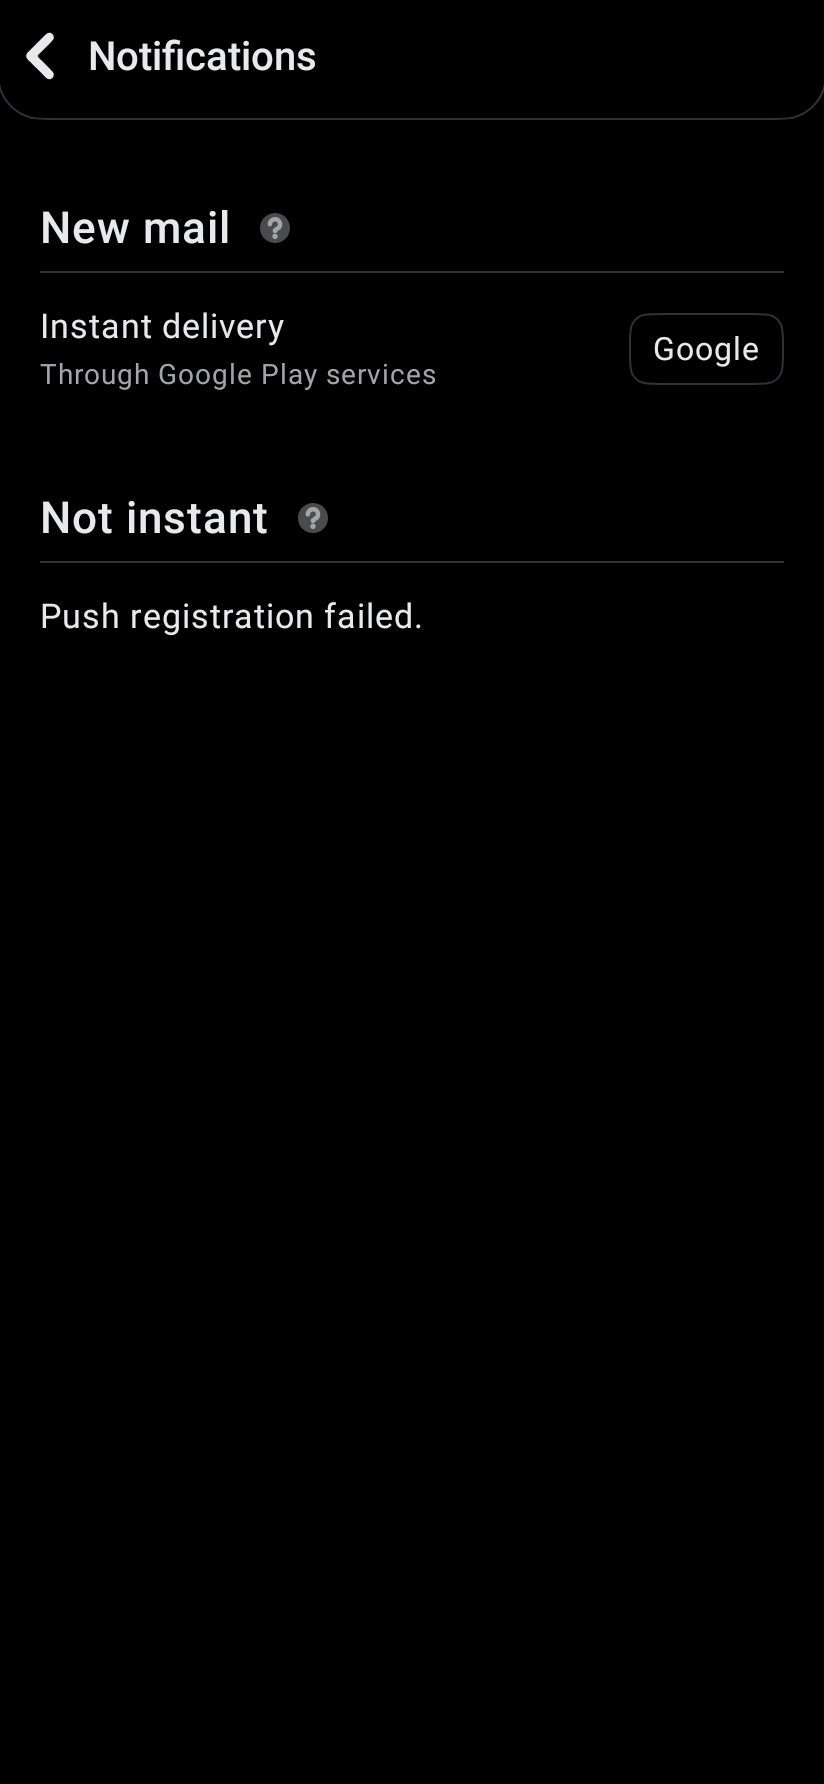 Notifications
New mail
Instant delivery
Through Google Play services
Google
Not instant
Push registration failed.